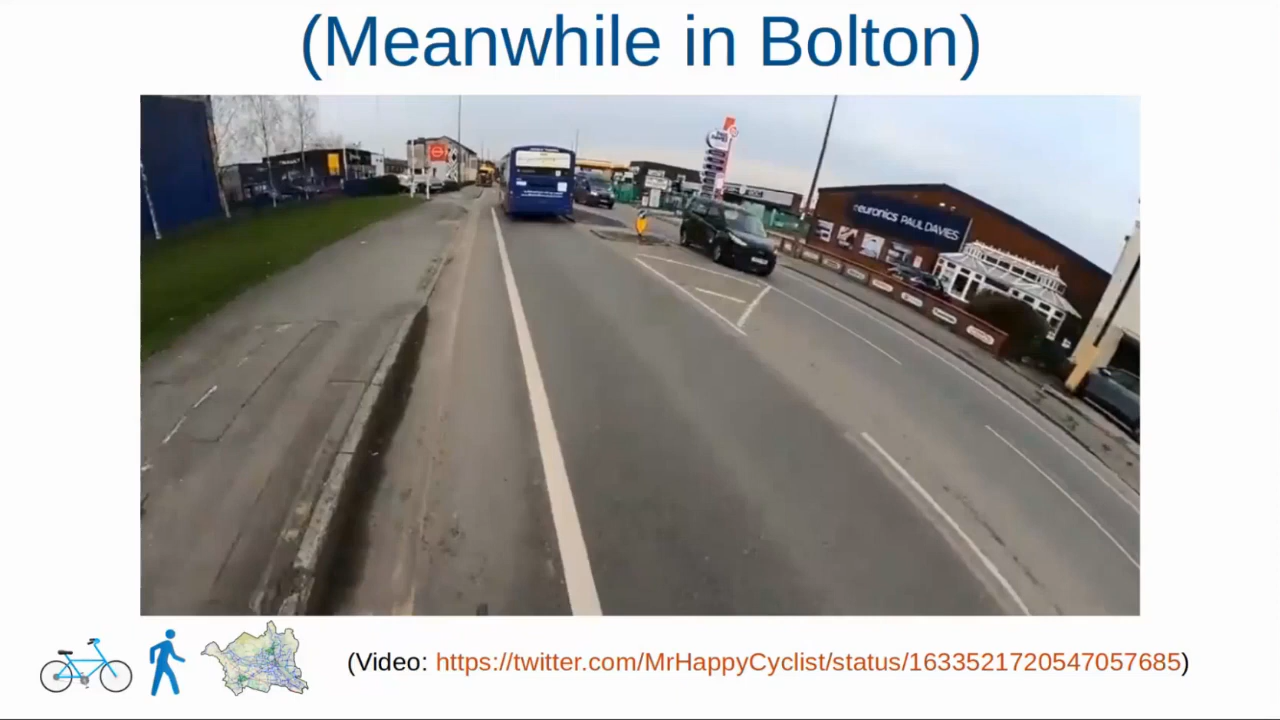 (Meanwhile in Bolton)
euronics PAUL DAVIES
(Video: https://twitter.com/MrHappyCyclist/status/1633521720547057685)